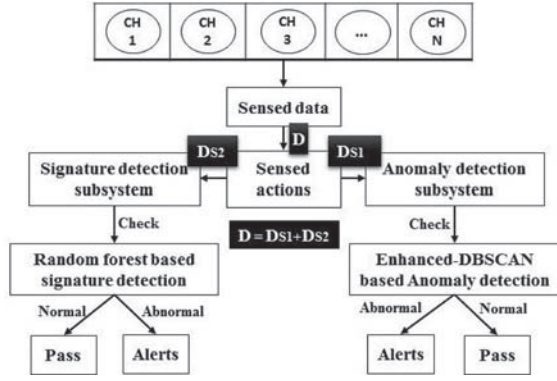 CH 1
CH 2
CH 3
...
CH N
Sensed data
D
DS2
DS1
Signature detection
subsystem
Sensed
actions
Anomaly detection
subsystem
Check
D = DS1+DS2
Check
Random forest based
signature detection
Enhanced-DBSCAN
based Anomaly detection
Normal
Abnormal
Abnormal
Normal
Pass
Alerts
Alerts
Pass